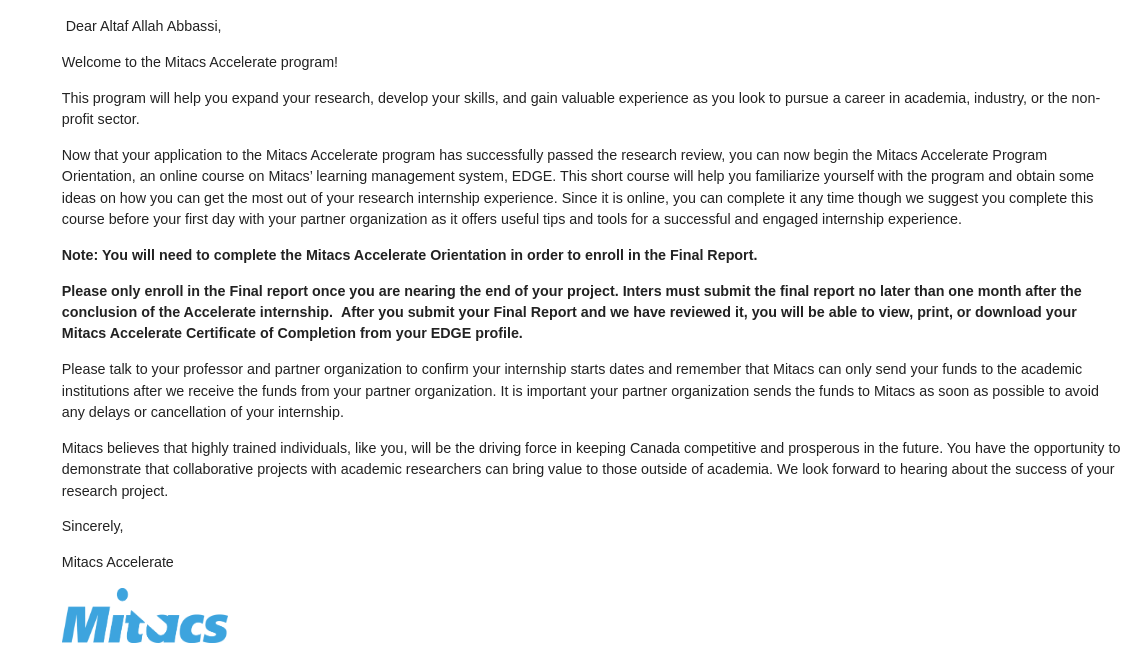 Dear Altaf Allah Abbassi,
Welcome to the Mitacs Accelerate program!
This program will help you expand your research, develop your skills, and gain valuable experience as you look to pursue a career in academia, industry, or the non-
profit sector.
Now that your application to the Mitacs Accelerate program has successfully passed the research review, you can now begin the Mitacs Accelerate Program
Orientation, an online course on Mitacs’ learning management system, EDGE. This short course will help you familiarize yourself with the program and obtain some
ideas on how you can get the most out of your research internship experience. Since it is online, you can complete it any time though we suggest you complete this
course before your first day with your partner organization as it offers useful tips and tools for a successful and engaged internship experience.
Note: You will need to complete the Mitacs Accelerate Orientation in order to enroll in the Final Report.
Please only enroll in the Final report once you are nearing the end of your project. Inters must submit the final report no later than one month after the
conclusion of the Accelerate internship.  After you submit your Final Report and we have reviewed it, you will be able to view, print, or download your
Mitacs Accelerate Certificate of Completion from your EDGE profile.
Please talk to your professor and partner organization to confirm your internship starts dates and remember that Mitacs can only send your funds to the academic
institutions after we receive the funds from your partner organization. It is important your partner organization sends the funds to Mitacs as soon as possible to avoid
any delays or cancellation of your internship.
Mitacs believes that highly trained individuals, like you, will be the driving force in keeping Canada competitive and prosperous in the future. You have the opportunity to
demonstrate that collaborative projects with academic researchers can bring value to those outside of academia. We look forward to hearing about the success of your
research project.
Sincerely,
Mitacs Accelerate
Mitacs